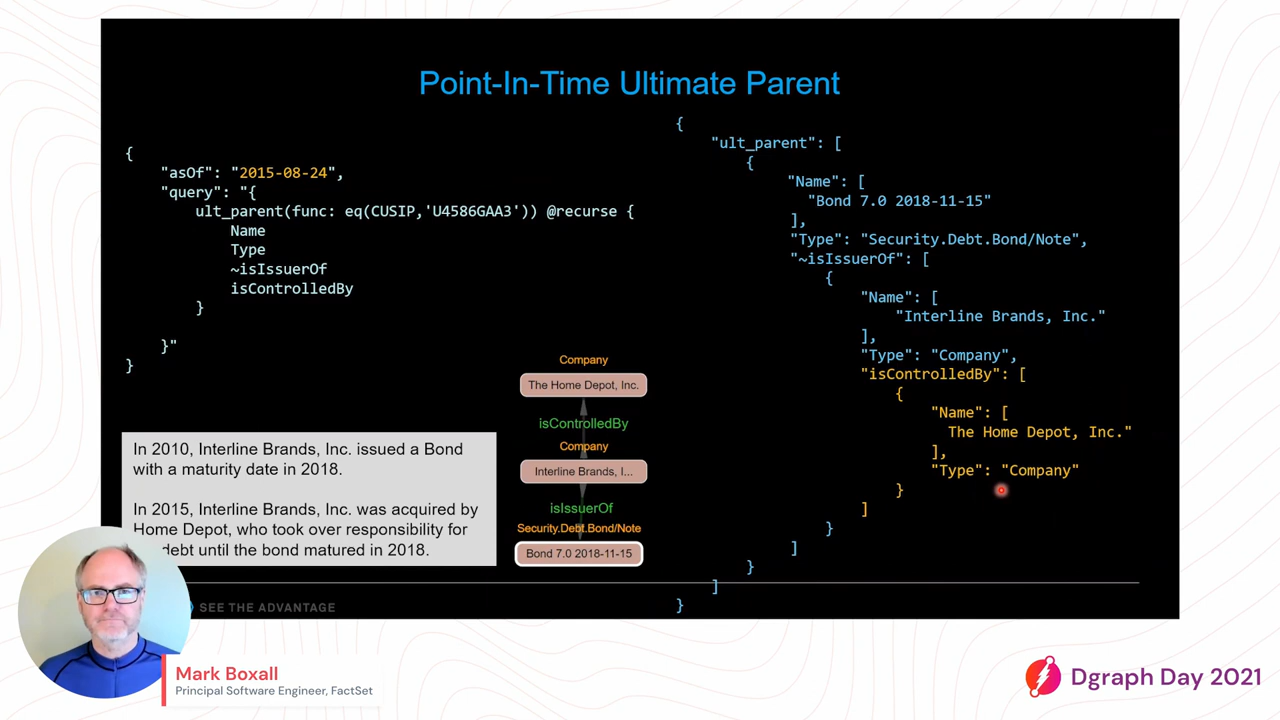 Point-In-Time Ultimate Parent
{
"asOf": "2015-08-24",
"query": "{
ult_parent(func: eq(CUSIP,'U4586GAA3')) @recurse {
Name
Type
~isIssuerOf
isControlledBy
}
}"
}
In 2010, Interline Brands, Inc. issued a Bond
with a maturity date in 2018.
In 2015, Interline Brands, Inc. was acquired by
Home Depot, who took over responsibility for
debt until the bond matured in 2018.
Company
The Home Depot, Inc.
isControlledBy
Company
Interline Brands, I...
isIssuerOf
Security.Debt.Bond/Note
Bond 7.0 2018-11-15
{
"ult_parent": [
{
"Name": [
"Bond 7.0 2018-11-15"
],
"Type": "Security.Debt.Bond/Note",
"~isIssuerOf": [
{
"Name": [
"Interline Brands, Inc."
],
"Type": "Company",
"isControlledBy": [
{
"Name": [
The Home Depot, Inc."
],
"Type": "Company"
}
]
}
]
}
]
}
SEE THE ADVANTAGE
Mark Boxall
Principal Software Engineer, FactSet
Dgraph Day 2021